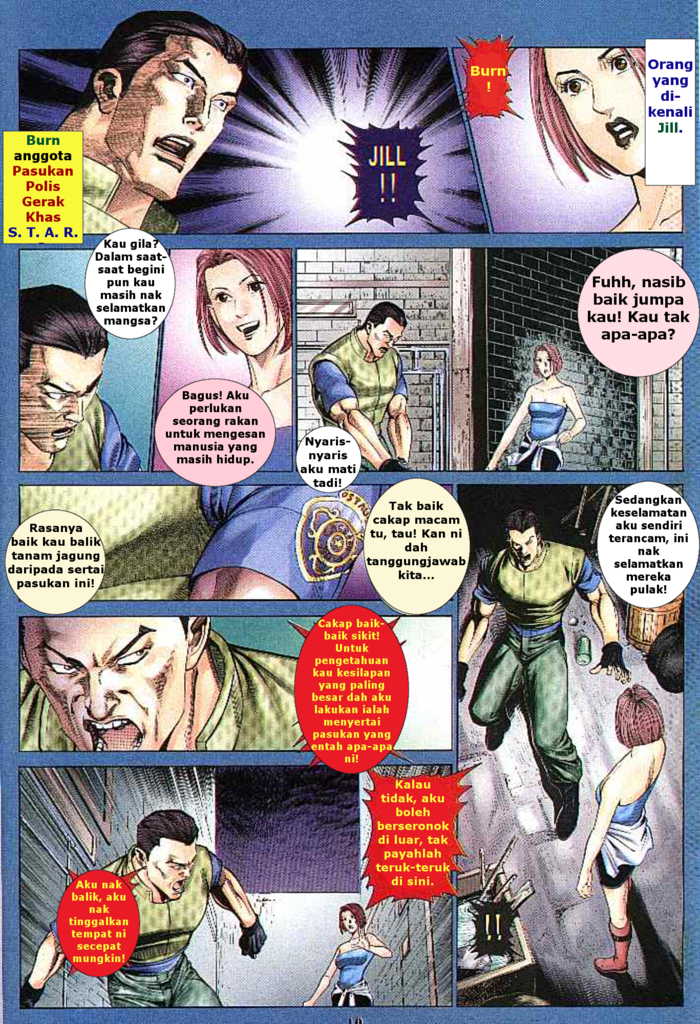 Burn
anggota
Pasukan
Polis
Gerak
Khas
S. T. A. R.
JILL
!!
Burn
!
Orang
yang
di-
kenali
Jill.
Kau gila?
Dalam saat-
saat begini
pun kau
masih nak
selamatkan
mangsa?
Bagus! Aku
perlukan
seorang rakan
untuk mengesan
manusia yang
masih hidup.
Nyaris-
nyaris
aku mati
tadi!
Fuhh, nasib
baik jumpa
kau! Kau tak
apa-apa?
Rasanya
baik kau balik
tanam jagung
daripada sertai
pasukan ini!
Tak baik
cakap macam
tu, tau! Kan ni
dah
tanggungjawab
kita...
Sedangkan
keselamatan
aku sendiri
terancam, ini
nak
selamatkan
mereka
pulak!
Cakap baik-
baik sikit!
Untuk
pengetahuan
kau kesilapan
yang paling
besar dah aku
lakukan ialah
menyertai
pasukan yang
entah apa-apa
ni!
Kalau
tidak, aku
boleh
berseronok
di luar, tak
payahlah
teruk-teruk
di sini.
Aku nak
balik, aku
nak
tinggalkan
tempat ni
secepat
mungkin!
!!